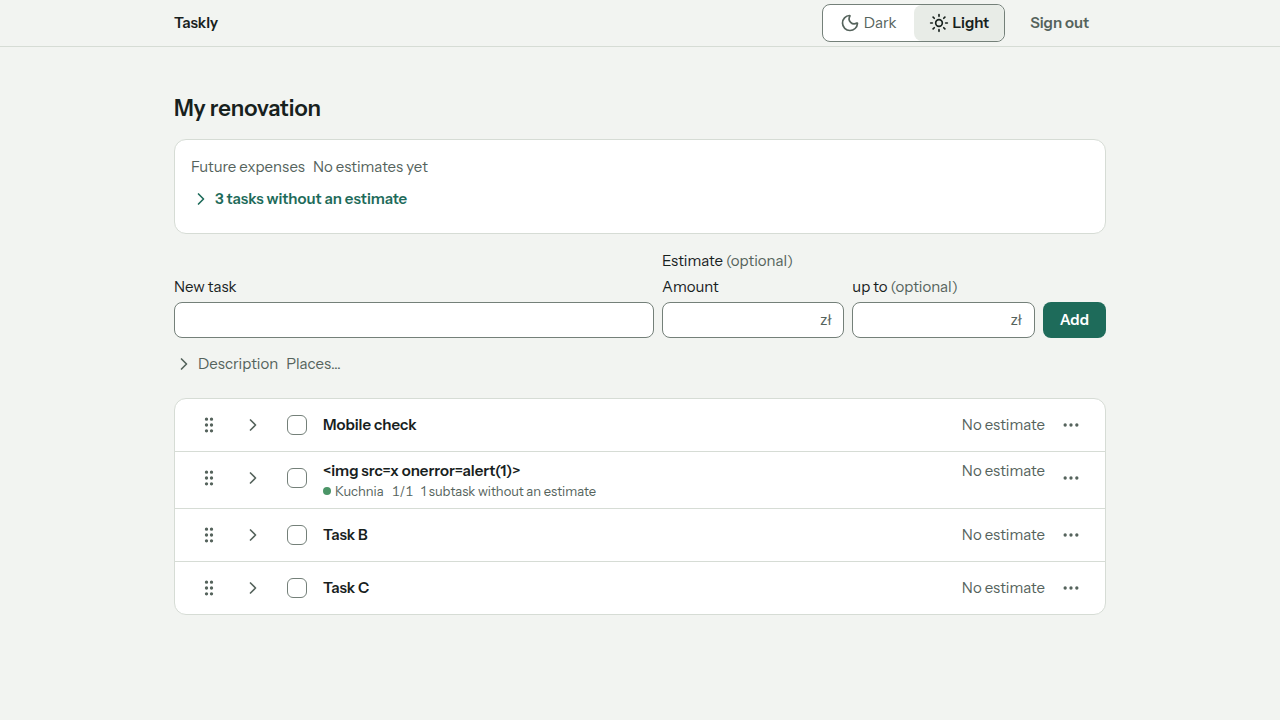 Taskly
Dark
Light
Sign out
My renovation
Future expenses No estimates yet
3 tasks without an estimate
Estimate (optional)
New task
Amount
up to (optional)
zł
zł
Add
Description Places...
Mobile check
No estimate
<img src=x onerror=alert(1)>
No estimate
Kuchnia 1/1 1 subtask without an estimate
Task B
No estimate
Task C
No estimate